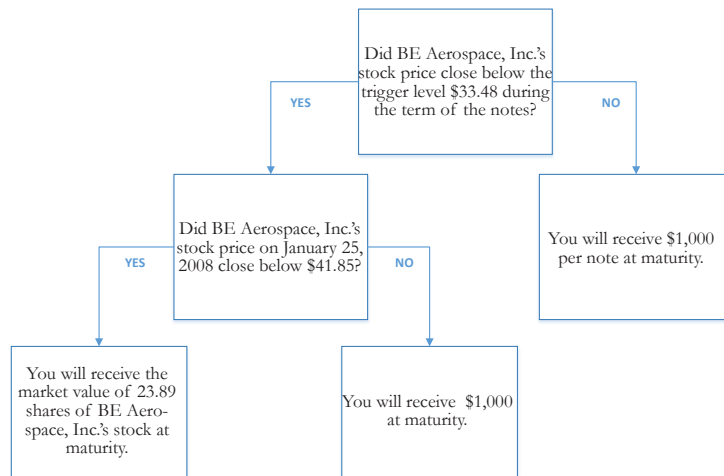 Did BE Aerospace, Inc.'s
stock price close below the
trigger level $33.48 during
the term of the notes?
YES
NO
Did BE Aerospace, Inc.'s
stock price on January 25,
2008 close below $41.85?
You will receive $1,000
per note at maturity.
YES
NO
You will receive the
market value of 23.89
shares of BE Aero-
space, Inc.'s stock at
maturity.
You will receive $1,000
at maturity.